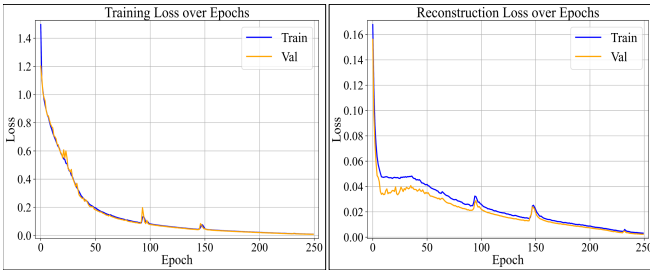 Training Loss over Epochs
Loss
1.4
1.2
1.0
0.8
0.6
0.4
0.2
0.0
Train
Val
0
50
100
150
200
250
Epoch
Reconstruction Loss over Epochs
Loss
0.16
0.14
0.12
0.10
0.08
0.06
0.04
0.02
0.00
Train
Val
0
50
100
150
200
250
Epoch